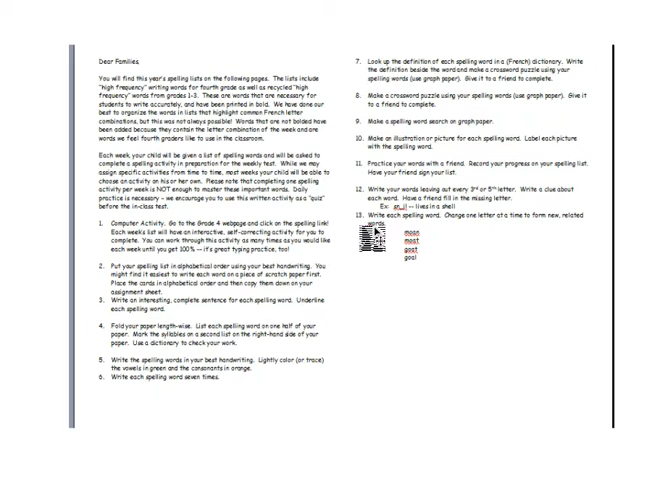 Dear Families,
You will find this year's spelling lists on the following pages. The lists include
"high frequency" writing words for fourth grade as well as recycled "high
frequency" words from grades 1-3. These are words that are necessary for
students to write accurately, and have been printed in bold. We have done our
best to organize the words in lists that highlight common French letter
combinations, but this was not always possible! Words that are not bolded have
been added because they contain the letter combination of the week and are
words we feel fourth graders like to use in the classroom.
Each week, your child will be given a list of spelling words and will be asked to
complete a spelling activity in preparation for the weekly test. While we may
assign specific activities from time to time, most weeks your child will be able to
choose an activity on his or her own. Please note that completing one spelling
activity per week is NOT enough to master these important words. Daily
practice is necessary – we encourage you to use this written activity as a "quiz"
before the in-class test.
1. Computer Activity. Go to the Grade 4 webpage and click on the spelling link!
Each week's list will have an interactive, self-correcting activity for you to
complete. You can work through this activity as many times as you would like
each week until you get 100% -- it's great typing practice, too!
2. Put your spelling list in alphabetical order using your best handwriting. You
might find it easiest to write each word on a piece of scratch paper first.
Place the cards in alphabetical order and then copy them down on your
assignment sheet.
3. Write an interesting, complete sentence for each spelling word. Underline
each spelling word.
4. Fold your paper length-wise. List each spelling word on one half of your
paper. Mark the syllables on a second list on the right-hand side of your
paper. Use a dictionary to check your work.
5. Write the spelling words in your best handwriting. Lightly color (or trace)
the vowels in green and the consonants in orange.
6. Write each spelling word seven times.
7. Look up the definition of each spelling word in a (French) dictionary. Write
the definition beside the word and make a crossword puzzle using your
spelling words (use graph paper). Give it to a friend to complete.
8. Make a crossword puzzle using your spelling words (use graph paper). Give it
to a friend to complete.
9. Make a spelling word search on graph paper.
10. Make an illustration or picture for each spelling word. Label each picture
with the spelling word.
11. Practice your words with a friend. Record your progress on your spelling list.
Have your friend sign your list.
12. Write your words leaving out every 3rd or 5th letter. Write a clue about
each word. Have a friend fill in the missing letter.
Ex: sn_il -- lives in a shell
13. Write each spelling word. Change one letter at a time to form new, related
words.
moan
moat
goat
goal